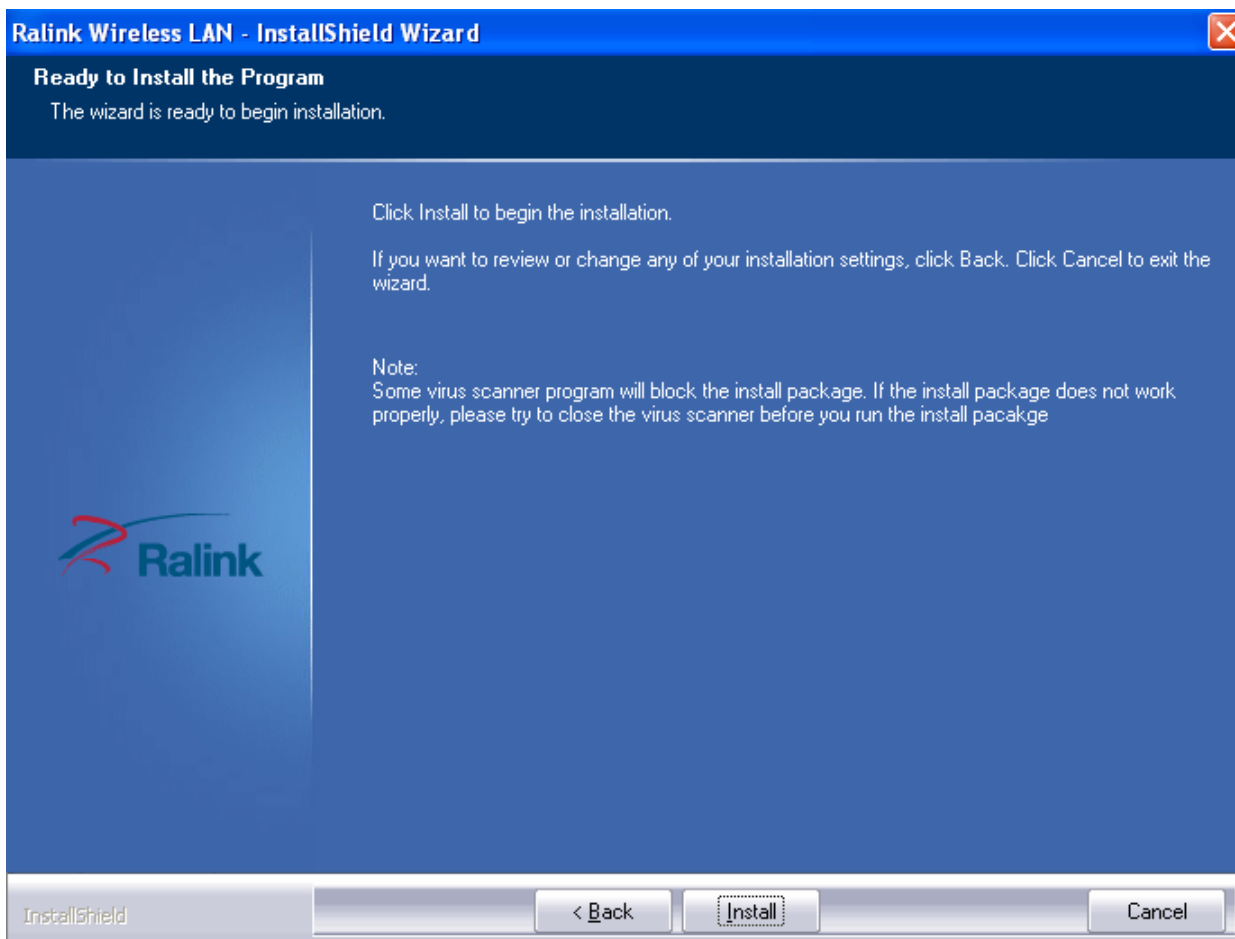 Ralink Wireless LAN - InstallShield Wizard
Ready to Install the Program
The wizard is ready to begin installation.
Click Install to begin the installation.
If you want to review or change any of your installation settings, click Back. Click Cancel to exit the
wizard.
Note:
Some virus scanner program will block the install package. If the install package does not work
properly, please try to close the virus scanner before you run the install pacakge
Ralink
InstallShield
< Back
Install
Cancel